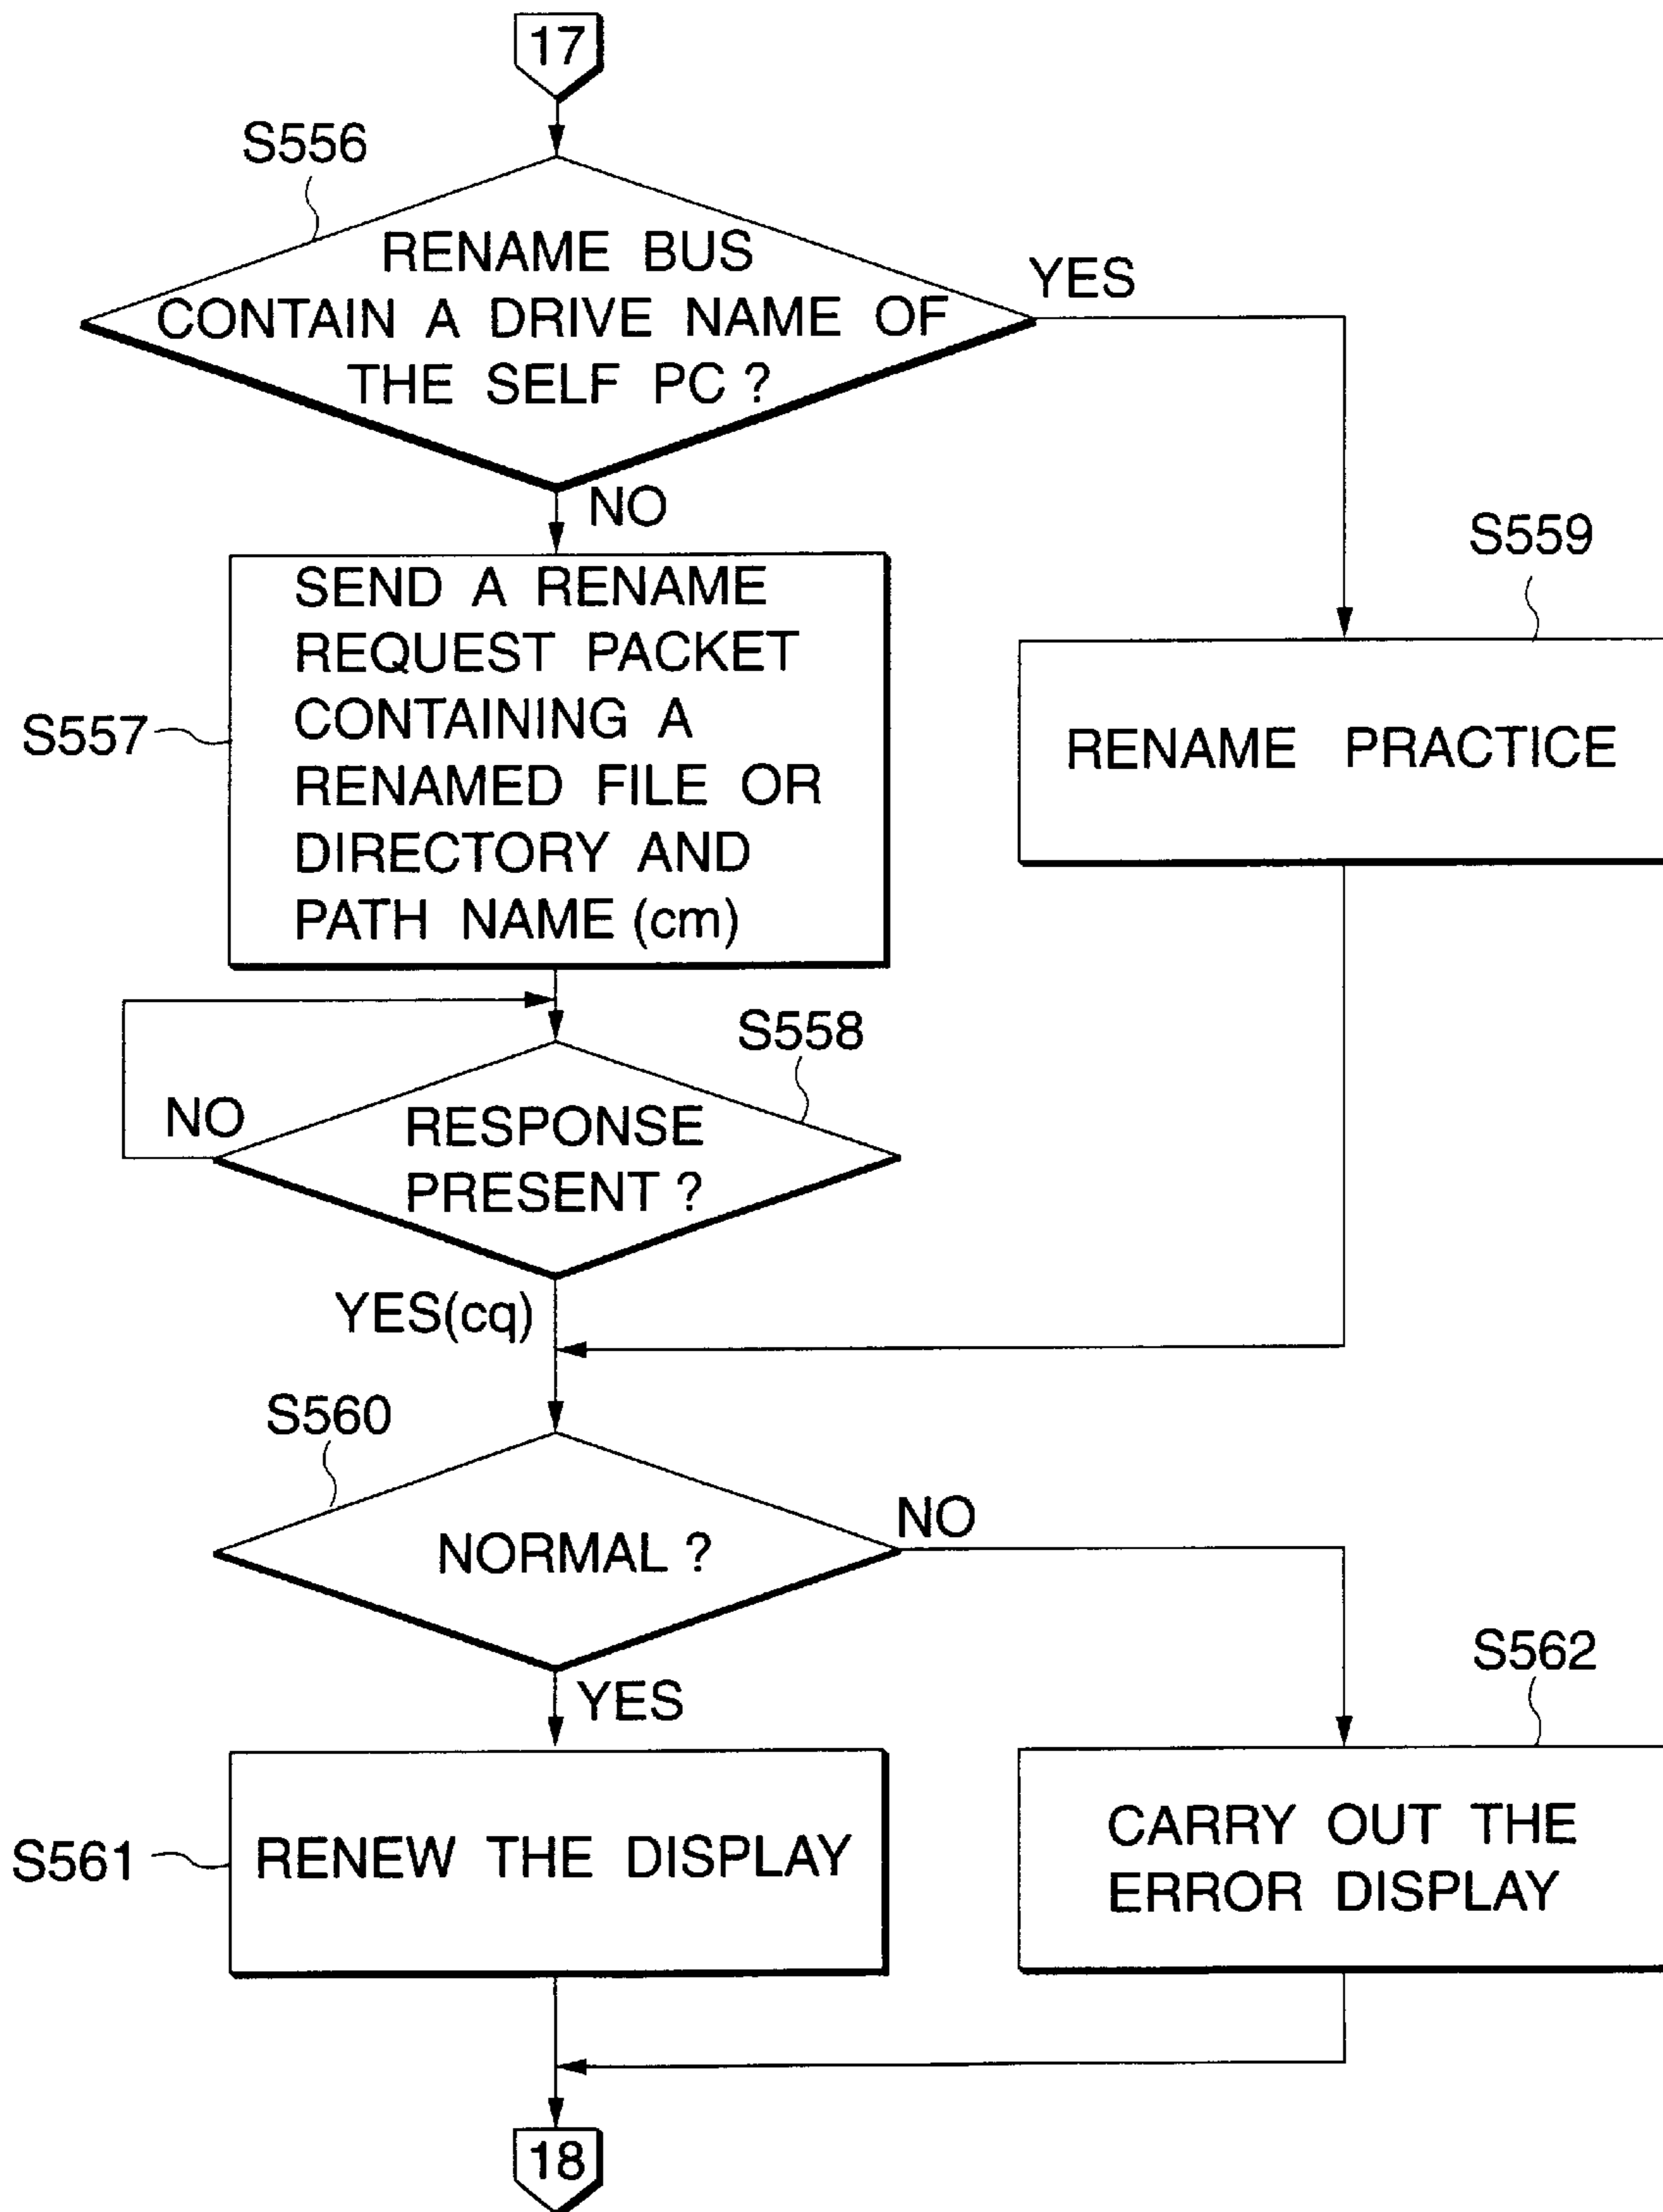 17
S556
RENAME BUS
CONTAIN A DRIVE NAME OF
THE SELF PC ?
YES
NO
S557
SEND A RENAME
REQUEST PACKET
CONTAINING A
RENAMED FILE OR
DIRECTORY AND
PATH NAME (cm)
S559
RENAME PRACTICE
S558
NO
RESPONSE
PRESENT ?
YES(cq)
S560
NORMAL ?
NO
YES
S561
RENEW THE DISPLAY
S562
CARRY OUT THE
ERROR DISPLAY
18